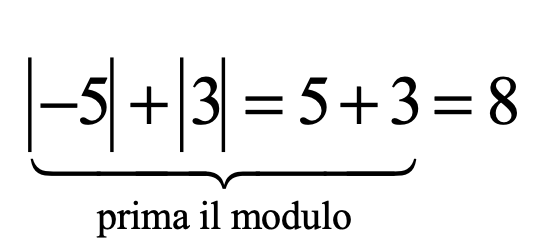 |−5| + |3| = 5 + 3 = 8
prima il modulo